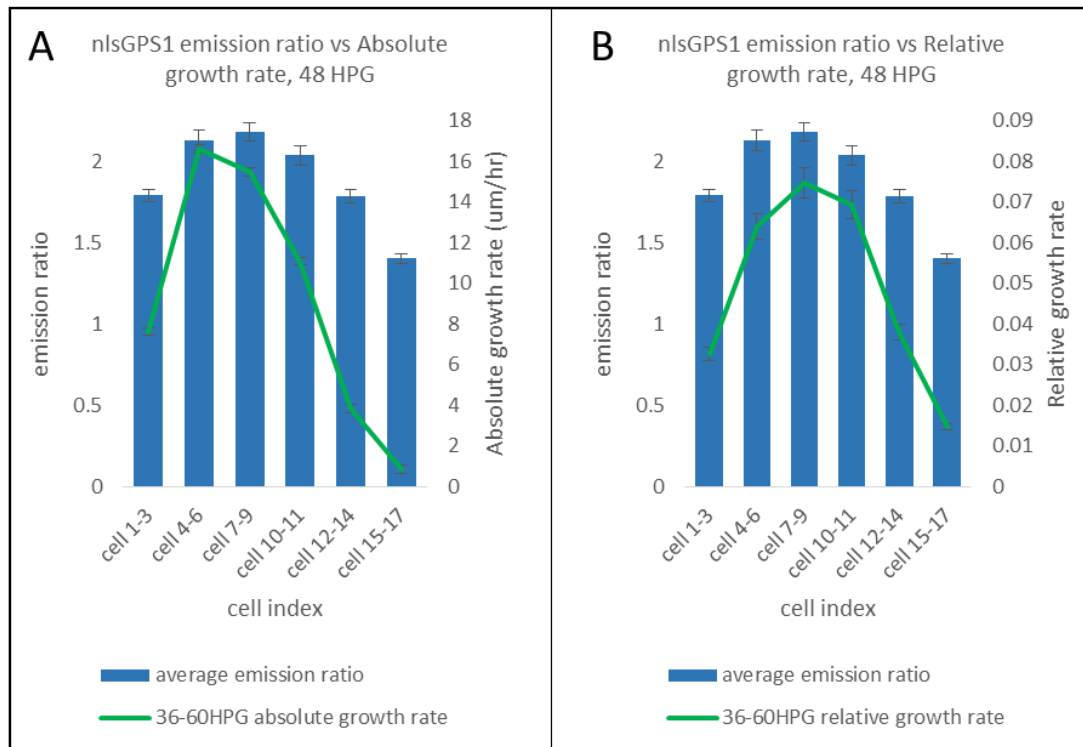 A
nlsGPS1 emission ratio vs Absolute
growth rate, 48 HPG
emission ratio
2
1.5
1
0.5
0
18
16
14
12
10
8
6
4
2
0
Absolute growth rate (um/hr)
cell 1-3
cell 4-6
cell 7-9
cell 10-11
cell 12-14
cell 15-17
cell index
average emission ratio
36-60HPG absolute growth rate
B
nlsGPS1 emission ratio vs Relative
growth rate, 48 HPG
emission ratio
2
1.5
1
0.5
0
0.09
0.08
0.07
0.06
0.05
0.04
0.03
0.02
0.01
0
Relative growth rate
cell 1-3
cell 4-6
cell 7-9
cell 10-11
cell 12-14
cell 15-17
cell index
average emission ratio
36-60HPG relative growth rate